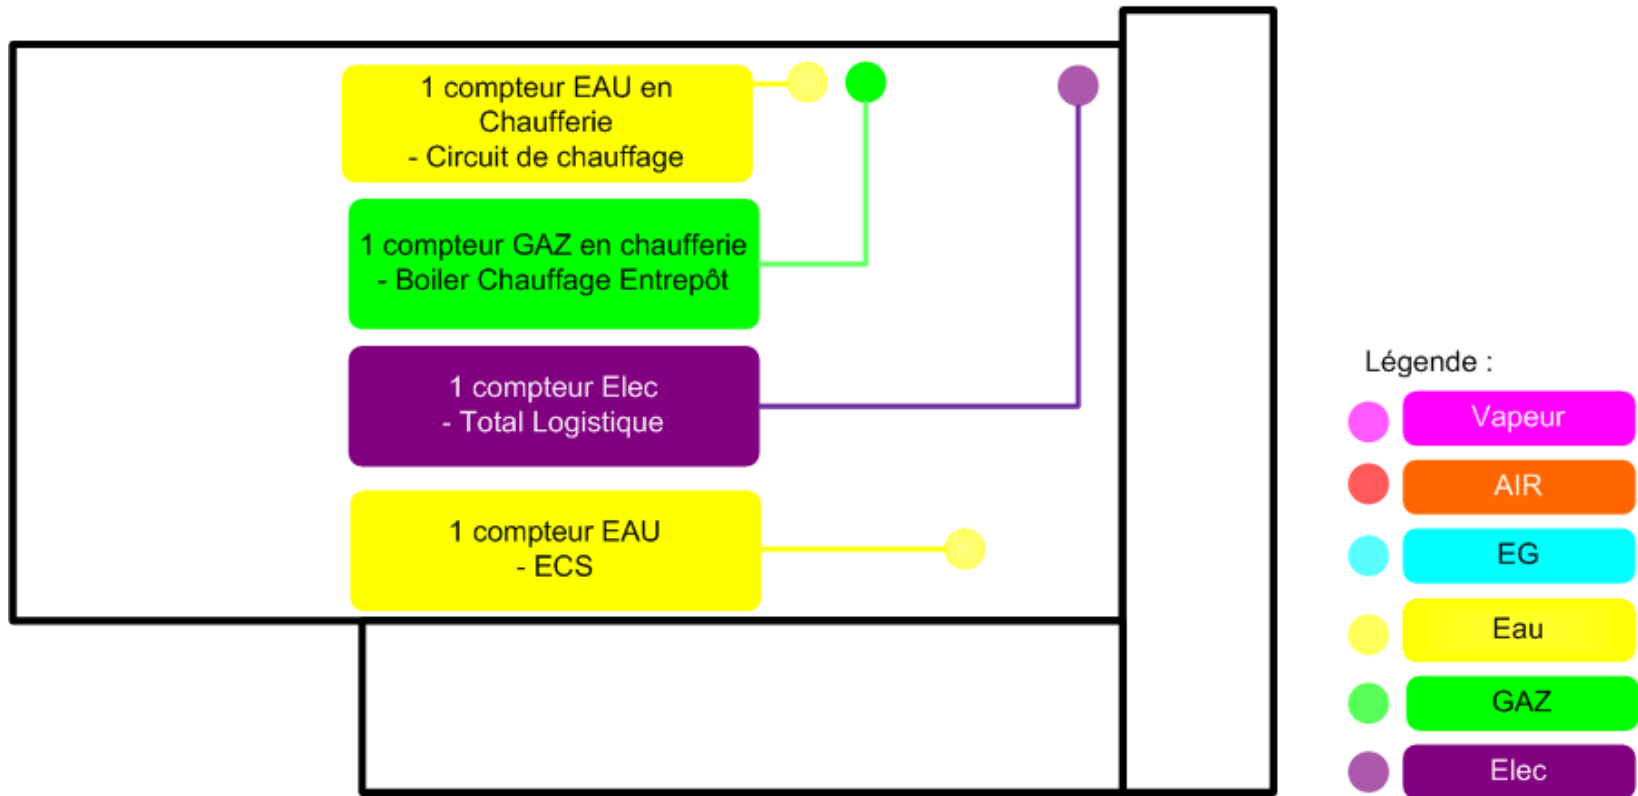 1 compteur EAU en
Chaufferie
- Circuit de chauffage
1 compteur GAZ en chaufferie
- Boiler Chauffage Entrepôt
1 compteur Elec
- Total Logistique
1 compteur EAU
- ECS
Légende :
Vapeur
AIR
EG
Eau
GAZ
Elec